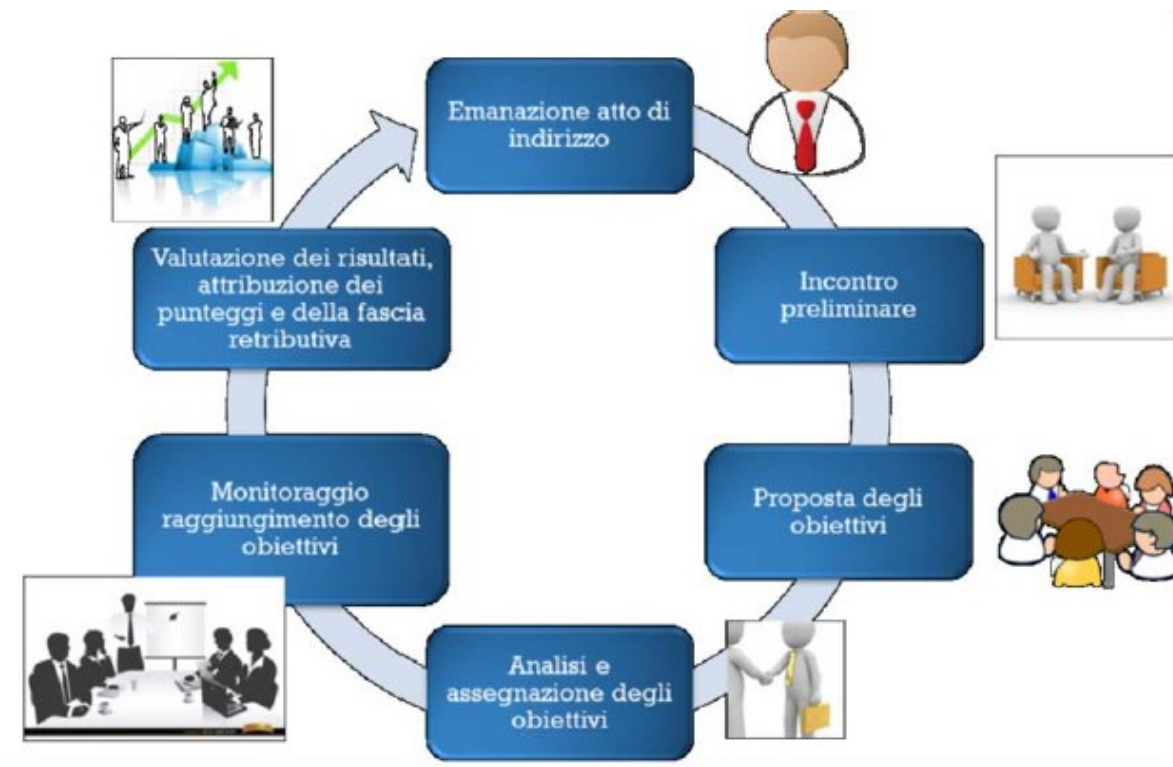 Emanazione atto di
indirizzo
Incontro
preliminare
Proposta degli
obiettivi
Analisi e
assegnazione degli
obiettivi
Monitoraggio
raggiungimento degli
obiettivi
Valutazione dei risultati,
attribuzione dei
punteggi e della fascia
retributiva